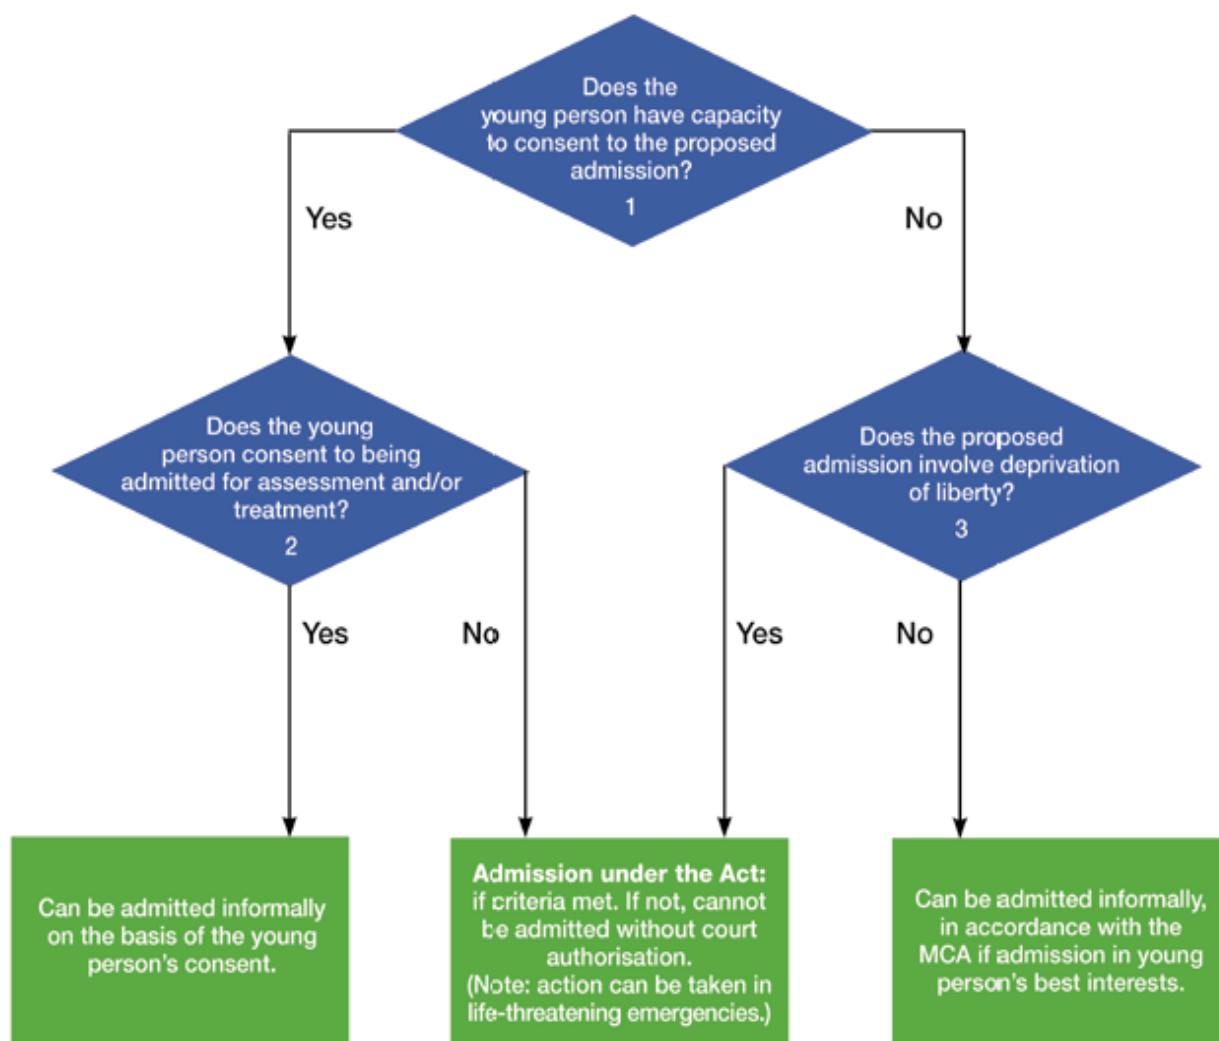 Does the
young person have capacity
to consent to the proposed
admission?
1
Yes
No
Does the young
person consent to being
admitted for assessment and/or
treatment?
2
Does the proposed
admission involve deprivation
of liberty?
3
Yes
No
Yes
No
Can be admitted informally
on the basis of the young
person's consent.
Admission under the Act:
if criteria met. If not, cannot
be admitted without court
authorisation.
(Note: action can be taken in
life-threatening emergencies.)
Can be admitted informally,
in accordance with the
MCA if admission in young
person's best interests.